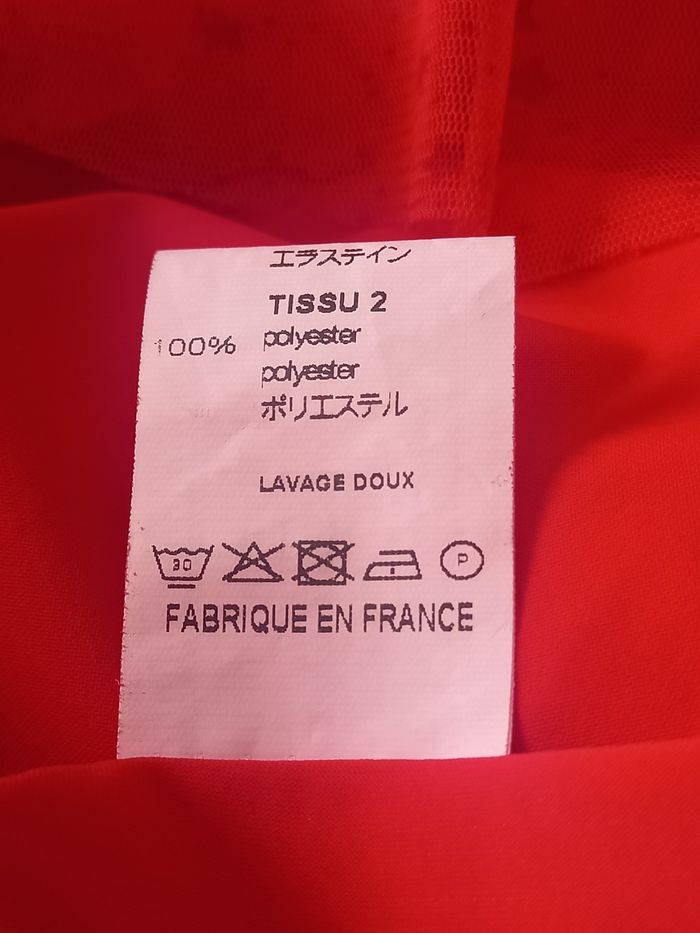 エラステイン
TISSU 2
100% polyester
polyester
ポリエステル
LAVAGE DOUX
30 P
FABRIQUE EN FRANCE